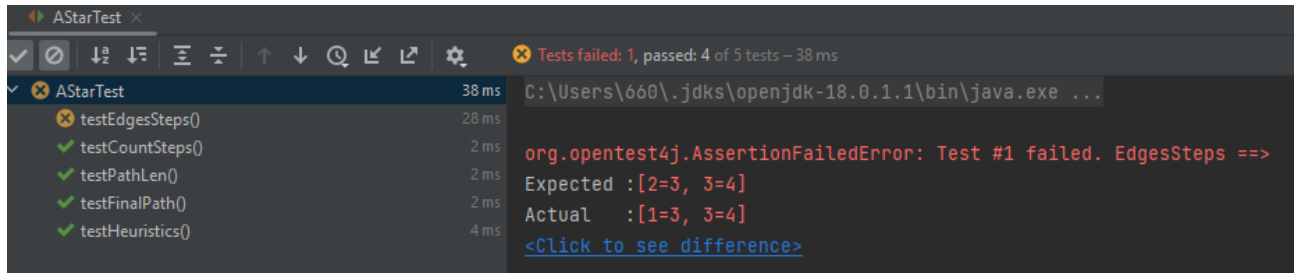 AStarTest
Tests failed: 1, passed: 4 of 5 tests – 38 ms
AStarTest 38 ms
testEdgesSteps() 28 ms
testCountSteps() 2 ms
testPathLen() 2 ms
testFinalPath() 2 ms
testHeuristics() 4 ms
C:\Users\660\.jdks\openjdk-18.0.1.1\bin\java.exe ...
org.opentest4j.AssertionFailedError: Test #1 failed. EdgesSteps ==>
Expected :[2=3, 3=4]
Actual   :[1=3, 3=4]
<Click to see difference>